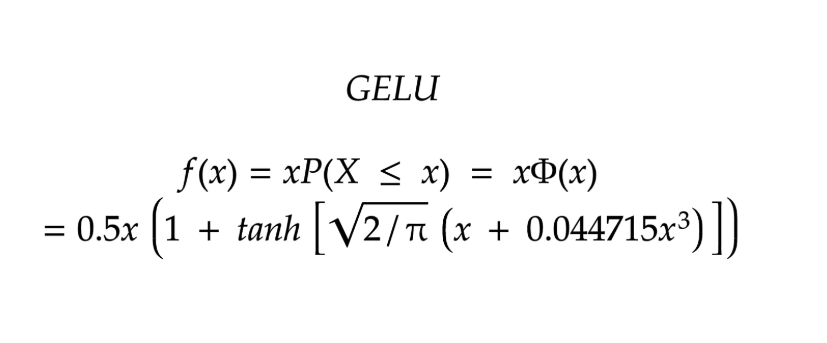 GELU
f(x) = xP(X ≤ x) = xΦ(x)
= 0.5x (1 + tanh [√2/π (x + 0.044715x³)])